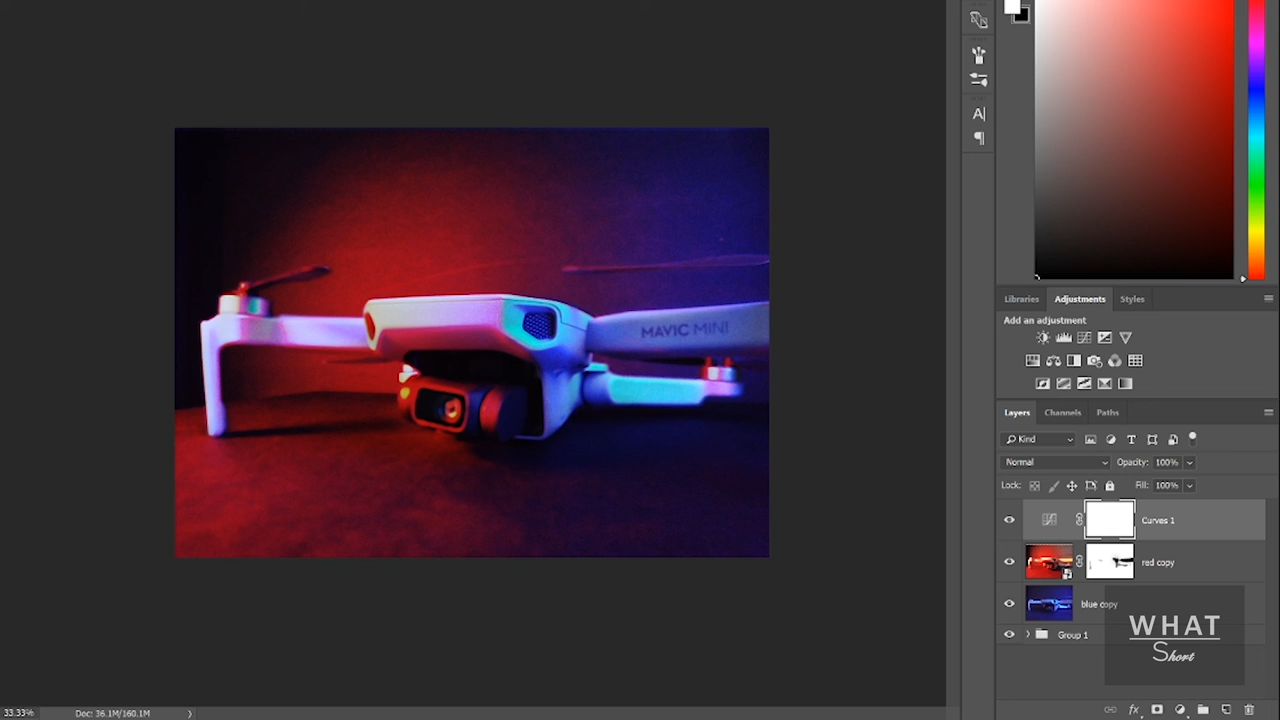 MAVIC MINI
A|
Libraries
Adjustments
Styles
Add an adjustment
Layers
Channels
Paths
Kind
Normal
Opacity:
100%
Lock:
Fill:
100%
Curves 1
red copy
blue copy
Group 1
WHAT
Short
fx
33.33%
Doc: 36.1M/160.1M